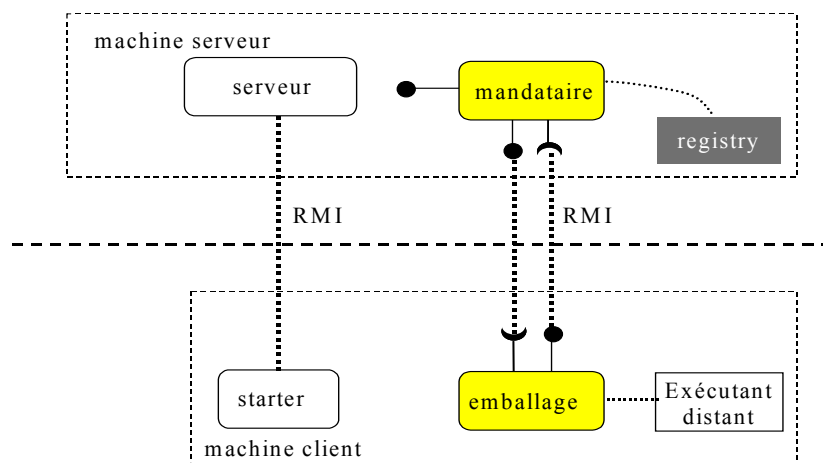 machine serveur
serveur
mandataire
registry
RMI
RMI
starter
emballage
Exécutant
distant
machine client